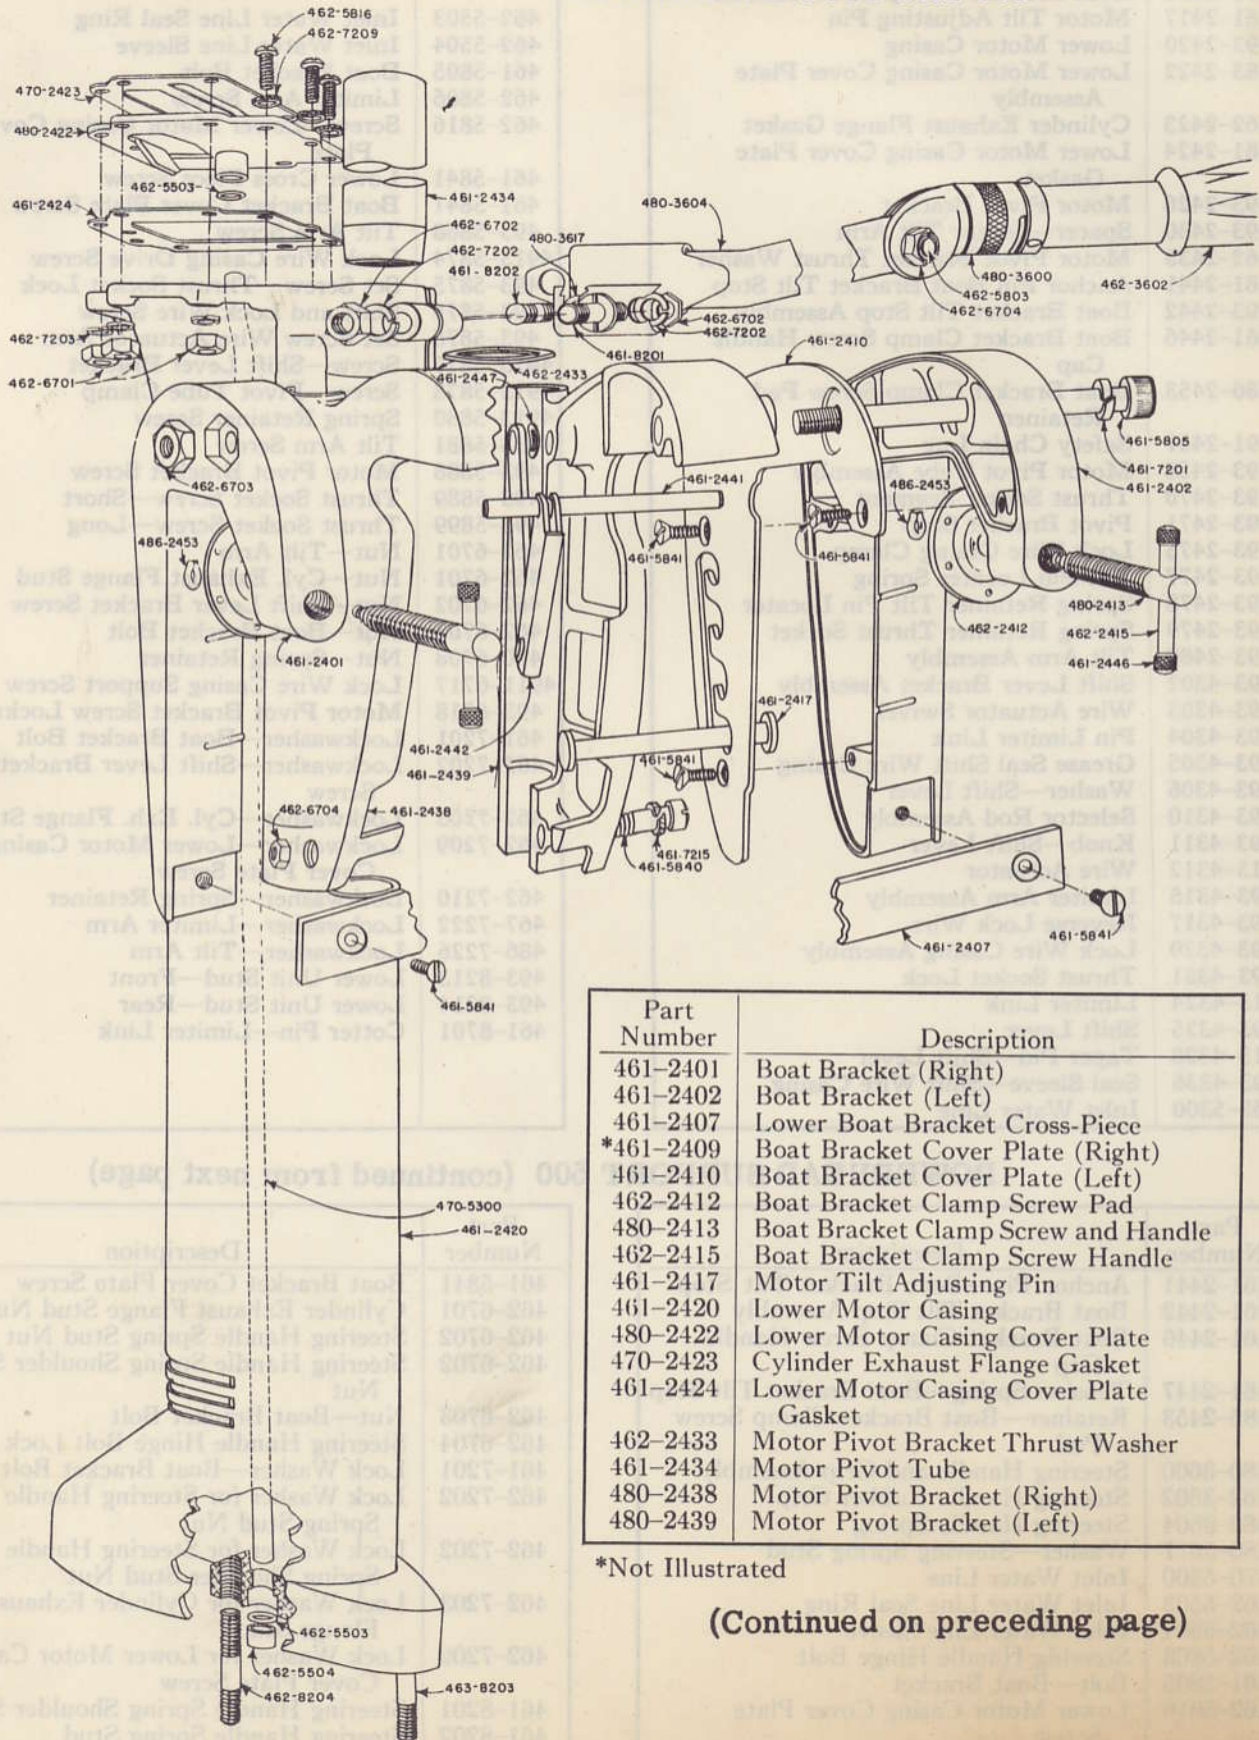 462-5816
462-7209
470-2423
480-2422
462-5503
461-2424
461-2434
480-3604
462-6702
462-7202
480-3617
461-8202
480-3600
462-5803
462-3602
462-6704
462-6702
462-7202
462-7203
461-8201
461-2410
462-6701
461-2447
462-2433
461-5805
462-6703
461-2441
486-2453
461-7201
461-2402
486-2453
461-5841
461-5841
480-2413
462-2412
462-2415
461-2401
461-2446
461-2417
461-2442
461-5841
461-2439
462-6704
461-2438
461-7215
461-5840
461-5841
461-2407
461-5841
Part
Number Description
461–2401 Boat Bracket (Right)
461–2402 Boat Bracket (Left)
461–2407 Lower Boat Bracket Cross-Piece
*461–2409 Boat Bracket Cover Plate (Right)
461–2410 Boat Bracket Cover Plate (Left)
462–2412 Boat Bracket Clamp Screw Pad
480–2413 Boat Bracket Clamp Screw and Handle
462–2415 Boat Bracket Clamp Screw Handle
461–2417 Motor Tilt Adjusting Pin
461–2420 Lower Motor Casing
480–2422 Lower Motor Casing Cover Plate
470–2423 Cylinder Exhaust Flange Gasket
461–2424 Lower Motor Casing Cover Plate
Gasket
462–2433 Motor Pivot Bracket Thrust Washer
461–2434 Motor Pivot Tube
480–2438 Motor Pivot Bracket (Right)
480–2439 Motor Pivot Bracket (Left)
*Not Illustrated
(Continued on preceding page)
470-5300
461-2420
462-5503
462-5504
462-8204
463-8203